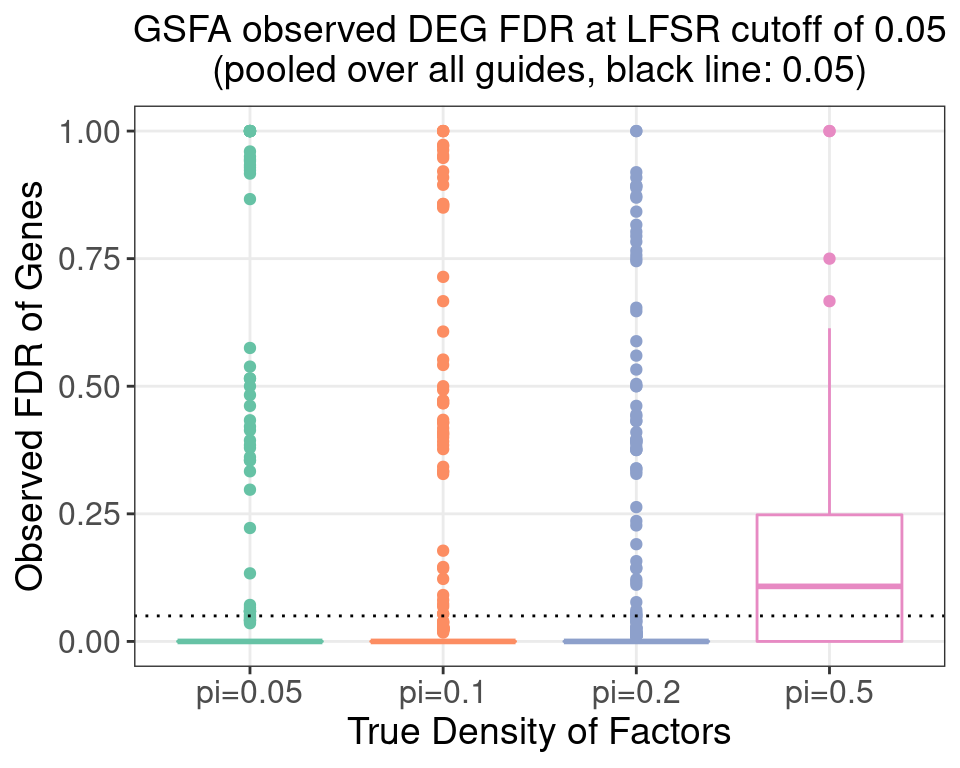 GSFA observed DEG FDR at LFSR cutoff of 0.05
(pooled over all guides, black line: 0.05)
Observed FDR of Genes
1.00
0.75
0.50
0.25
0.00
pi=0.05
pi=0.1
pi=0.2
pi=0.5
True Density of Factors